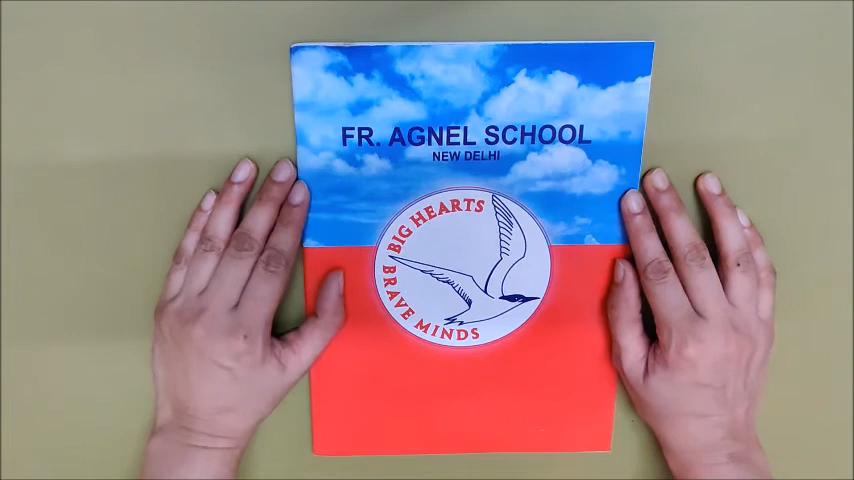 FR. AGNEL SCHOOL
NEW DELHI
BIG HEARTS
BRAVE MINDS